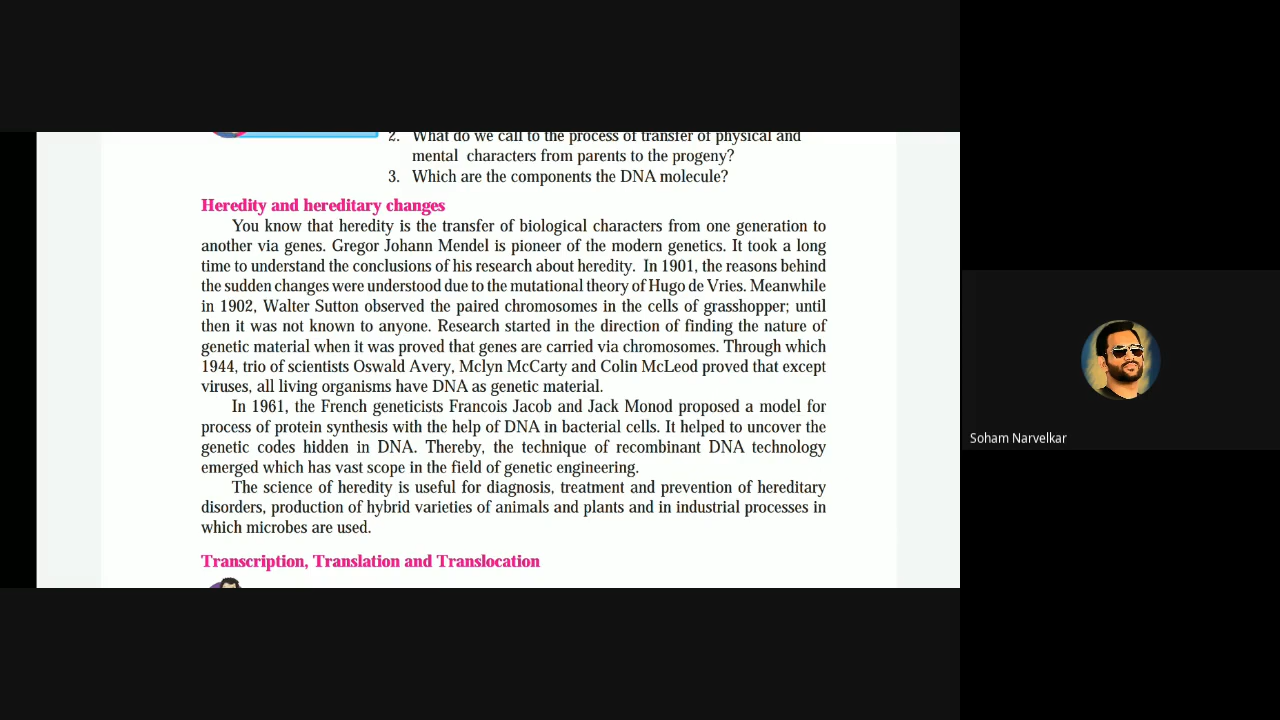 2. What do we call to the process of transfer of physical and
mental characters from parents to the progeny?
3. Which are the components the DNA molecule?
Heredity and hereditary changes
You know that heredity is the transfer of biological characters from one generation to
another via genes. Gregor Johann Mendel is pioneer of the modern genetics. It took a long
time to understand the conclusions of his research about heredity. In 1901, the reasons behind
the sudden changes were understood due to the mutational theory of Hugo de Vries. Meanwhile
in 1902, Walter Sutton observed the paired chromosomes in the cells of grasshopper; until
then it was not known to anyone. Research started in the direction of finding the nature of
genetic material when it was proved that genes are carried via chromosomes. Through which
1944, trio of scientists Oswald Avery, Mclyn McCarty and Colin McLeod proved that except
viruses, all living organisms have DNA as genetic material.
In 1961, the French geneticists Francois Jacob and Jack Monod proposed a model for
process of protein synthesis with the help of DNA in bacterial cells. It helped to uncover the
genetic codes hidden in DNA. Thereby, the technique of recombinant DNA technology
emerged which has vast scope in the field of genetic engineering.
The science of heredity is useful for diagnosis, treatment and prevention of hereditary
disorders, production of hybrid varieties of animals and plants and in industrial processes in
which microbes are used.
Transcription, Translation and Translocation
Soham Narvelkar